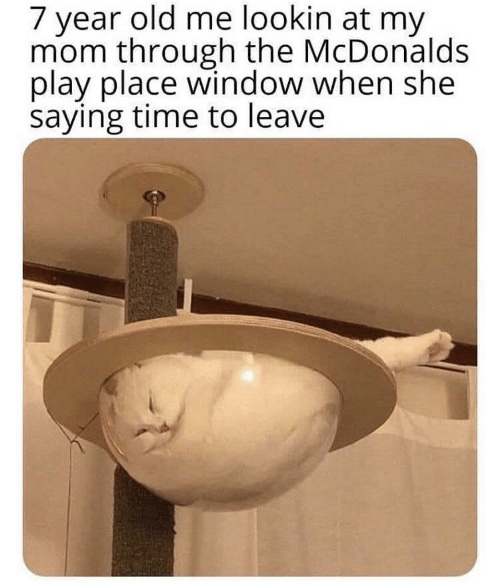 7 year old me lookin at my
mom through the McDonalds
play place window when she
saying time to leave